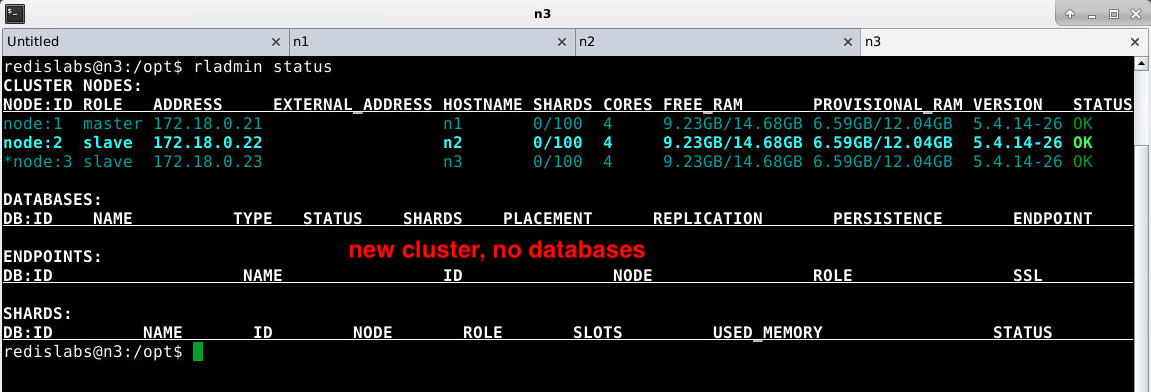 n3
Untitled n1 n2 n3
redislabs@n3:/opt$ rladmin status
CLUSTER NODES:
NODE:ID ROLE ADDRESS EXTERNAL_ADDRESS HOSTNAME SHARDS CORES FREE_RAM PROVISIONAL_RAM VERSION STATUS
node:1 master 172.18.0.21 n1 0/100 4 9.23GB/14.68GB 6.59GB/12.04GB 5.4.14-26 OK
node:2 slave 172.18.0.22 n2 0/100 4 9.23GB/14.68GB 6.59GB/12.04GB 5.4.14-26 OK
*node:3 slave 172.18.0.23 n3 0/100 4 9.23GB/14.68GB 6.59GB/12.04GB 5.4.14-26 OK
DATABASES:
DB:ID NAME TYPE STATUS SHARDS PLACEMENT REPLICATION PERSISTENCE ENDPOINT
new cluster, no databases
ENDPOINTS:
DB:ID NAME ID NODE ROLE SSL
SHARDS:
DB:ID NAME ID NODE ROLE SLOTS USED_MEMORY STATUS
redislabs@n3:/opt$